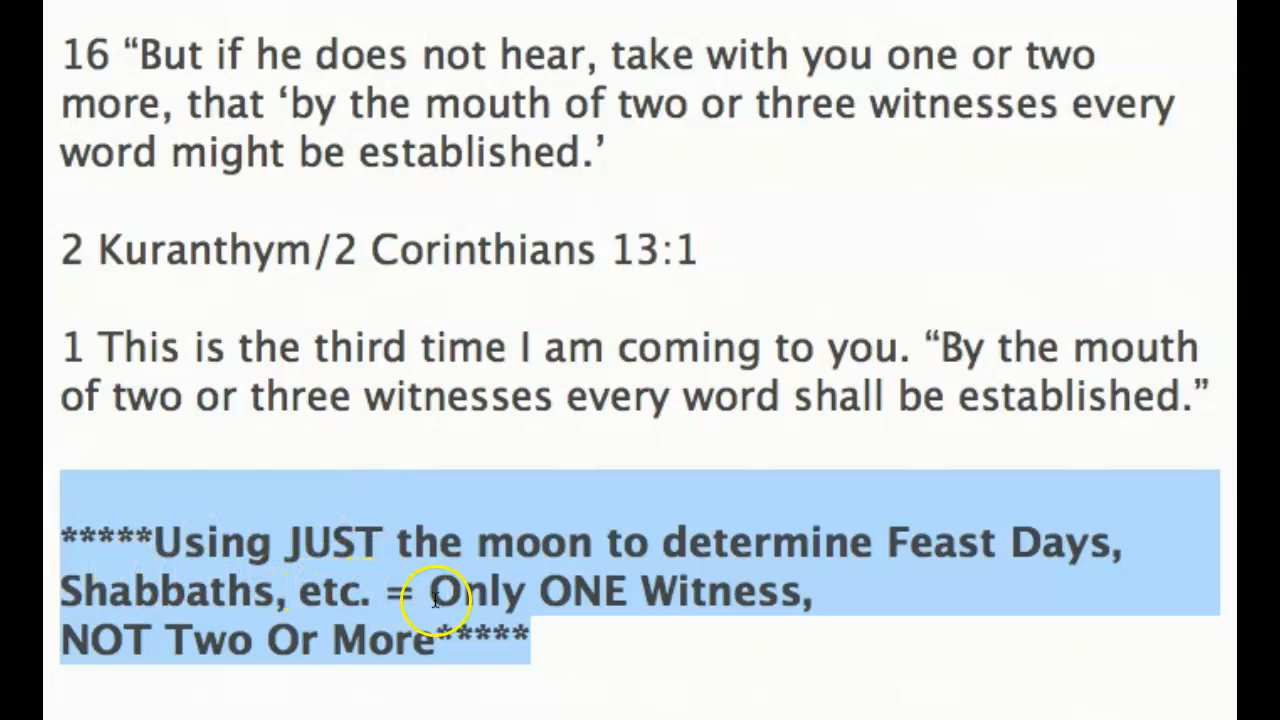 16 “But if he does not hear, take with you one or two
more, that ‘by the mouth of two or three witnesses every
word might be established.’
2 Kuranthym/2 Corinthians 13:1
1 This is the third time I am coming to you. “By the mouth
of two or three witnesses every word shall be established.”
*****Using JUST the moon to determine Feast Days,
Shabbaths, etc. = Only ONE Witness,
NOT Two Or More*****